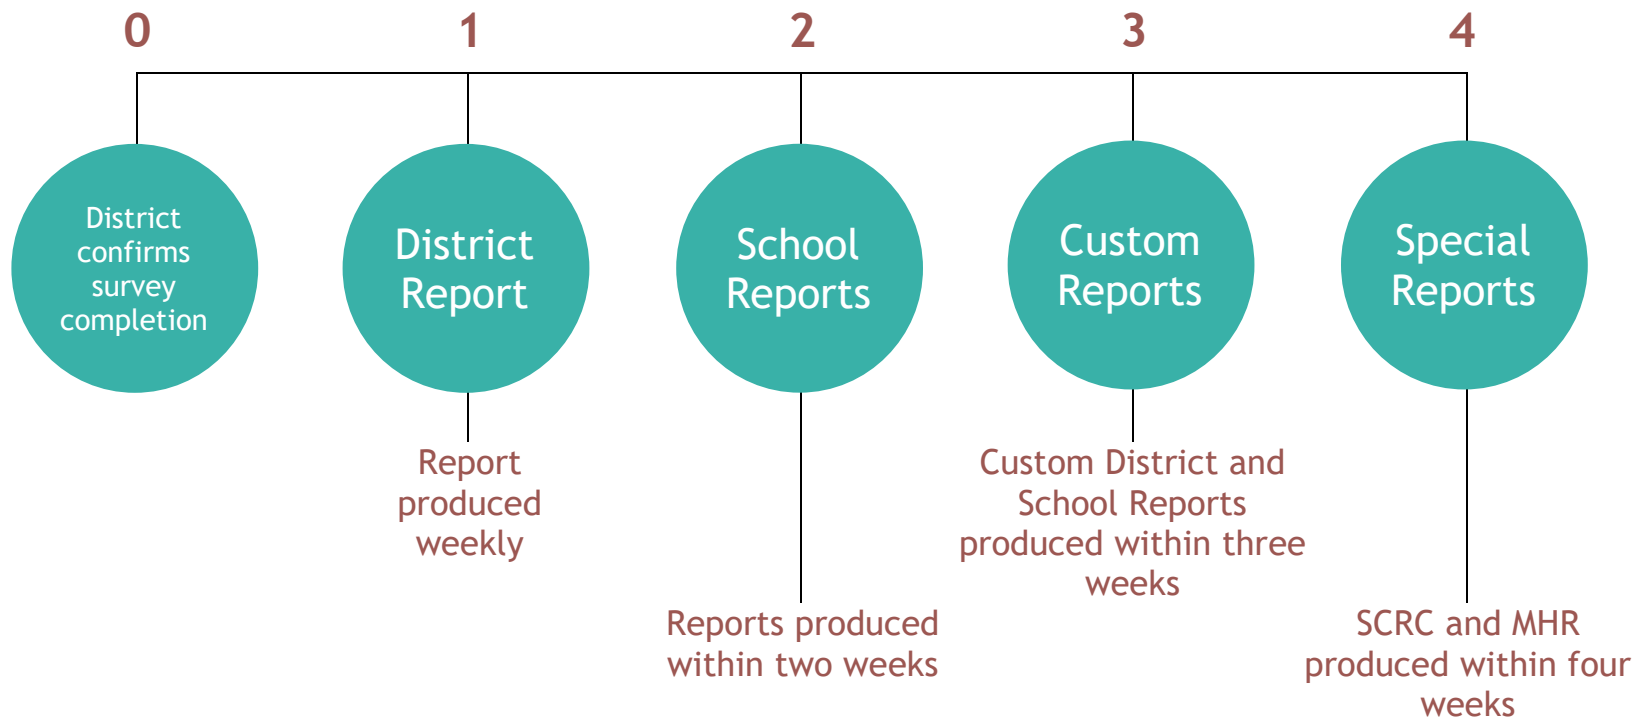 0
1
2
3
4
District
confirms
survey
completion
District
Report
School
Reports
Custom
Reports
Special
Reports
Report
produced
weekly
Reports produced
within two weeks
Custom District and
School Reports
produced within three
weeks
SCRC and MHR
produced within four
weeks